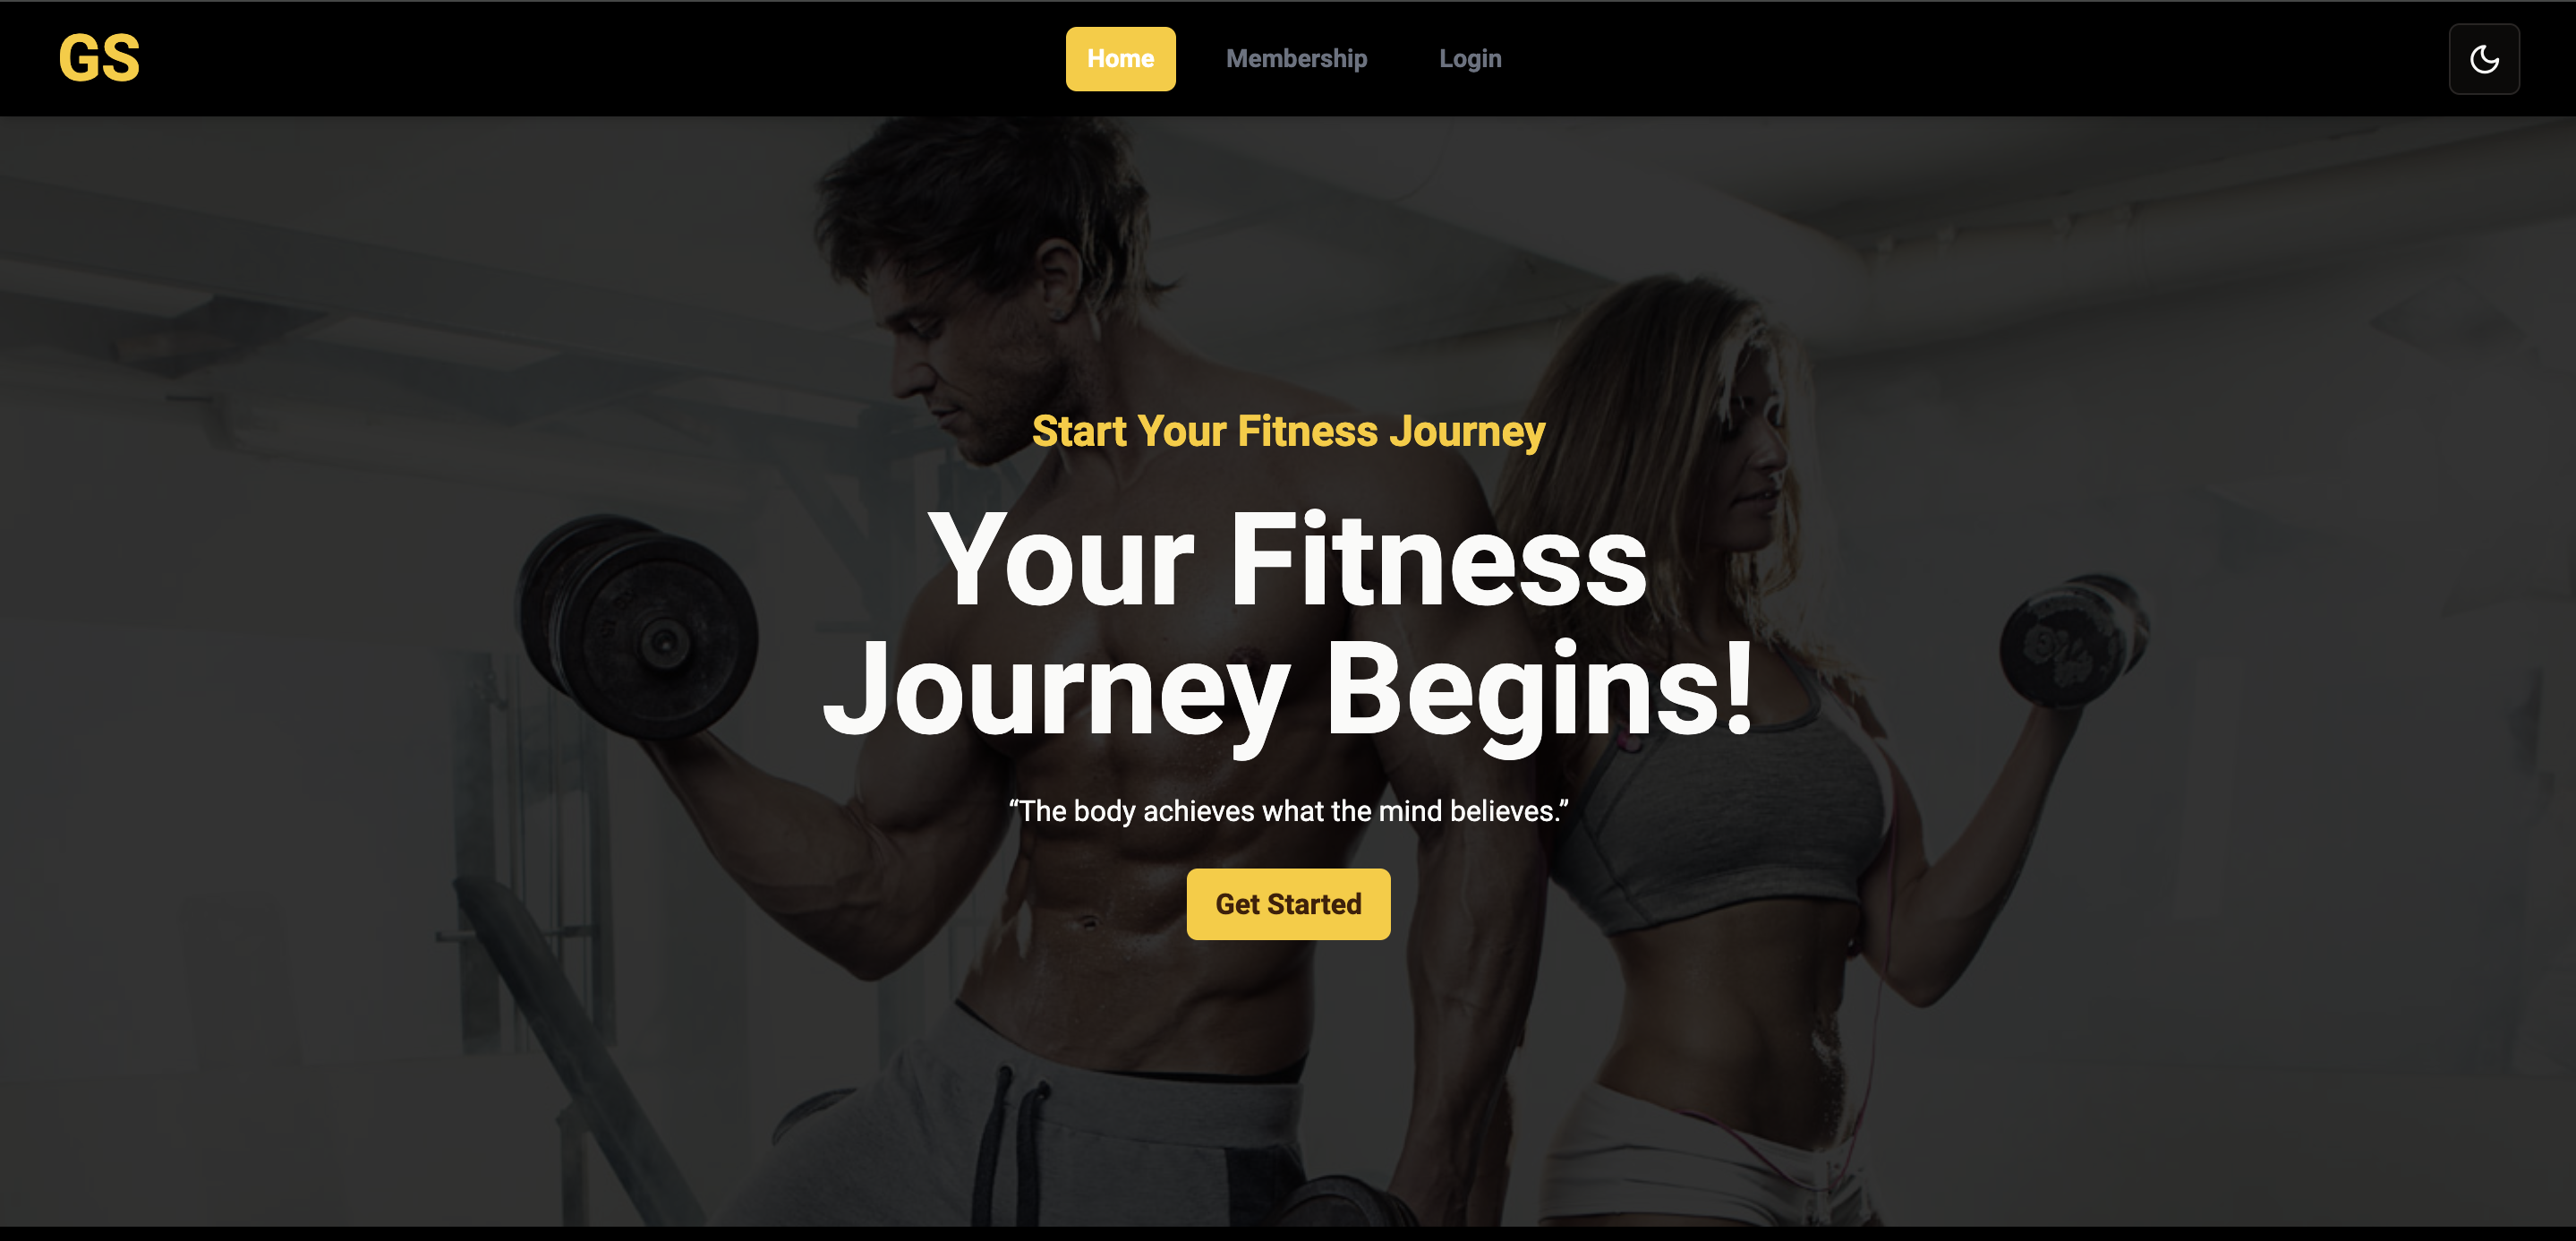 GS
Home
Membership
Login
Start Your Fitness Journey
Your Fitness
Journey Begins!
“The body achieves what the mind believes.”
Get Started